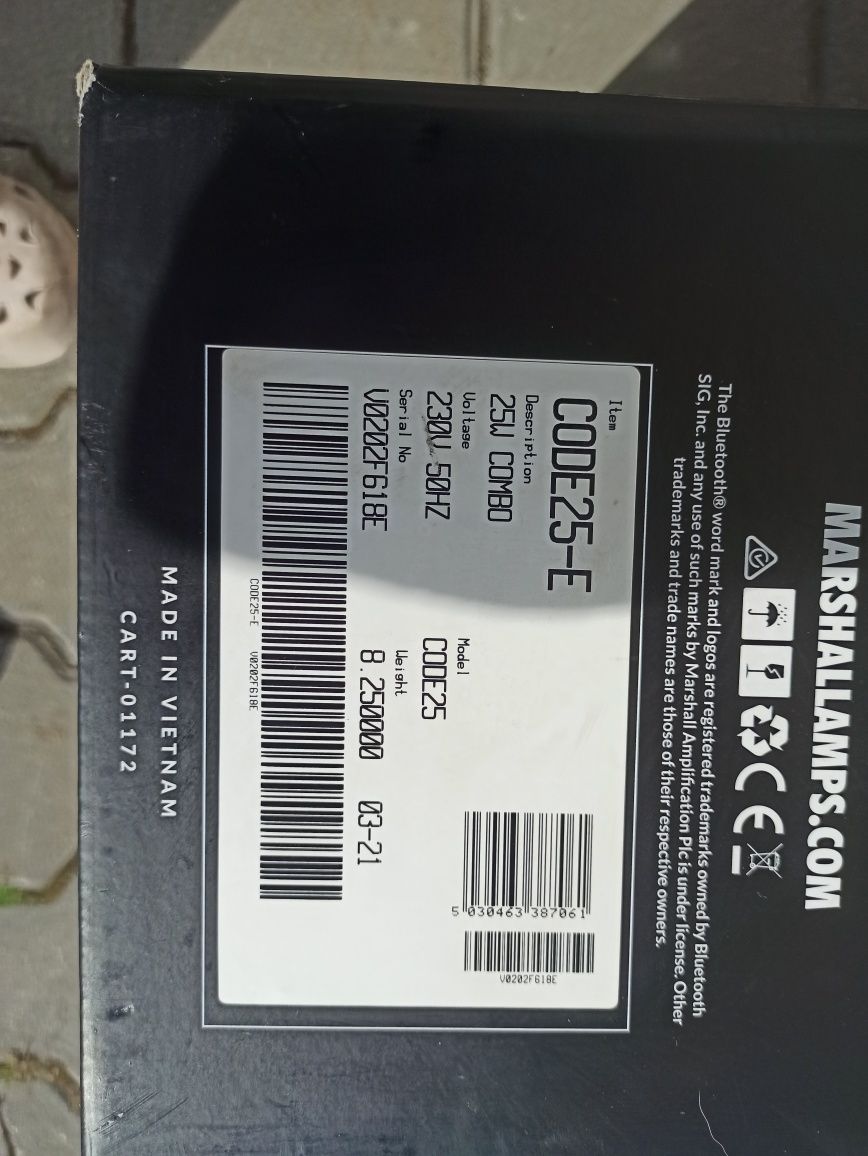 MARSHALLAMPS.COM
The Bluetooth® word mark and logos are registered trademarks owned by Bluetooth
SIG, Inc. and any use of such marks by Marshall Amplification Plc is under license. Other
trademarks and trade names are those of their respective owners.
Item
CODE25-E
Description
25W COMBO
Voltage
230V 50HZ
Model
CODE25
Serial No
V0202F618E
Weight
8.250000 03-21
5 030463 387061
V0202F618E
CODE25-E V0202F618E
MADE IN VIETNAM
CART-01172